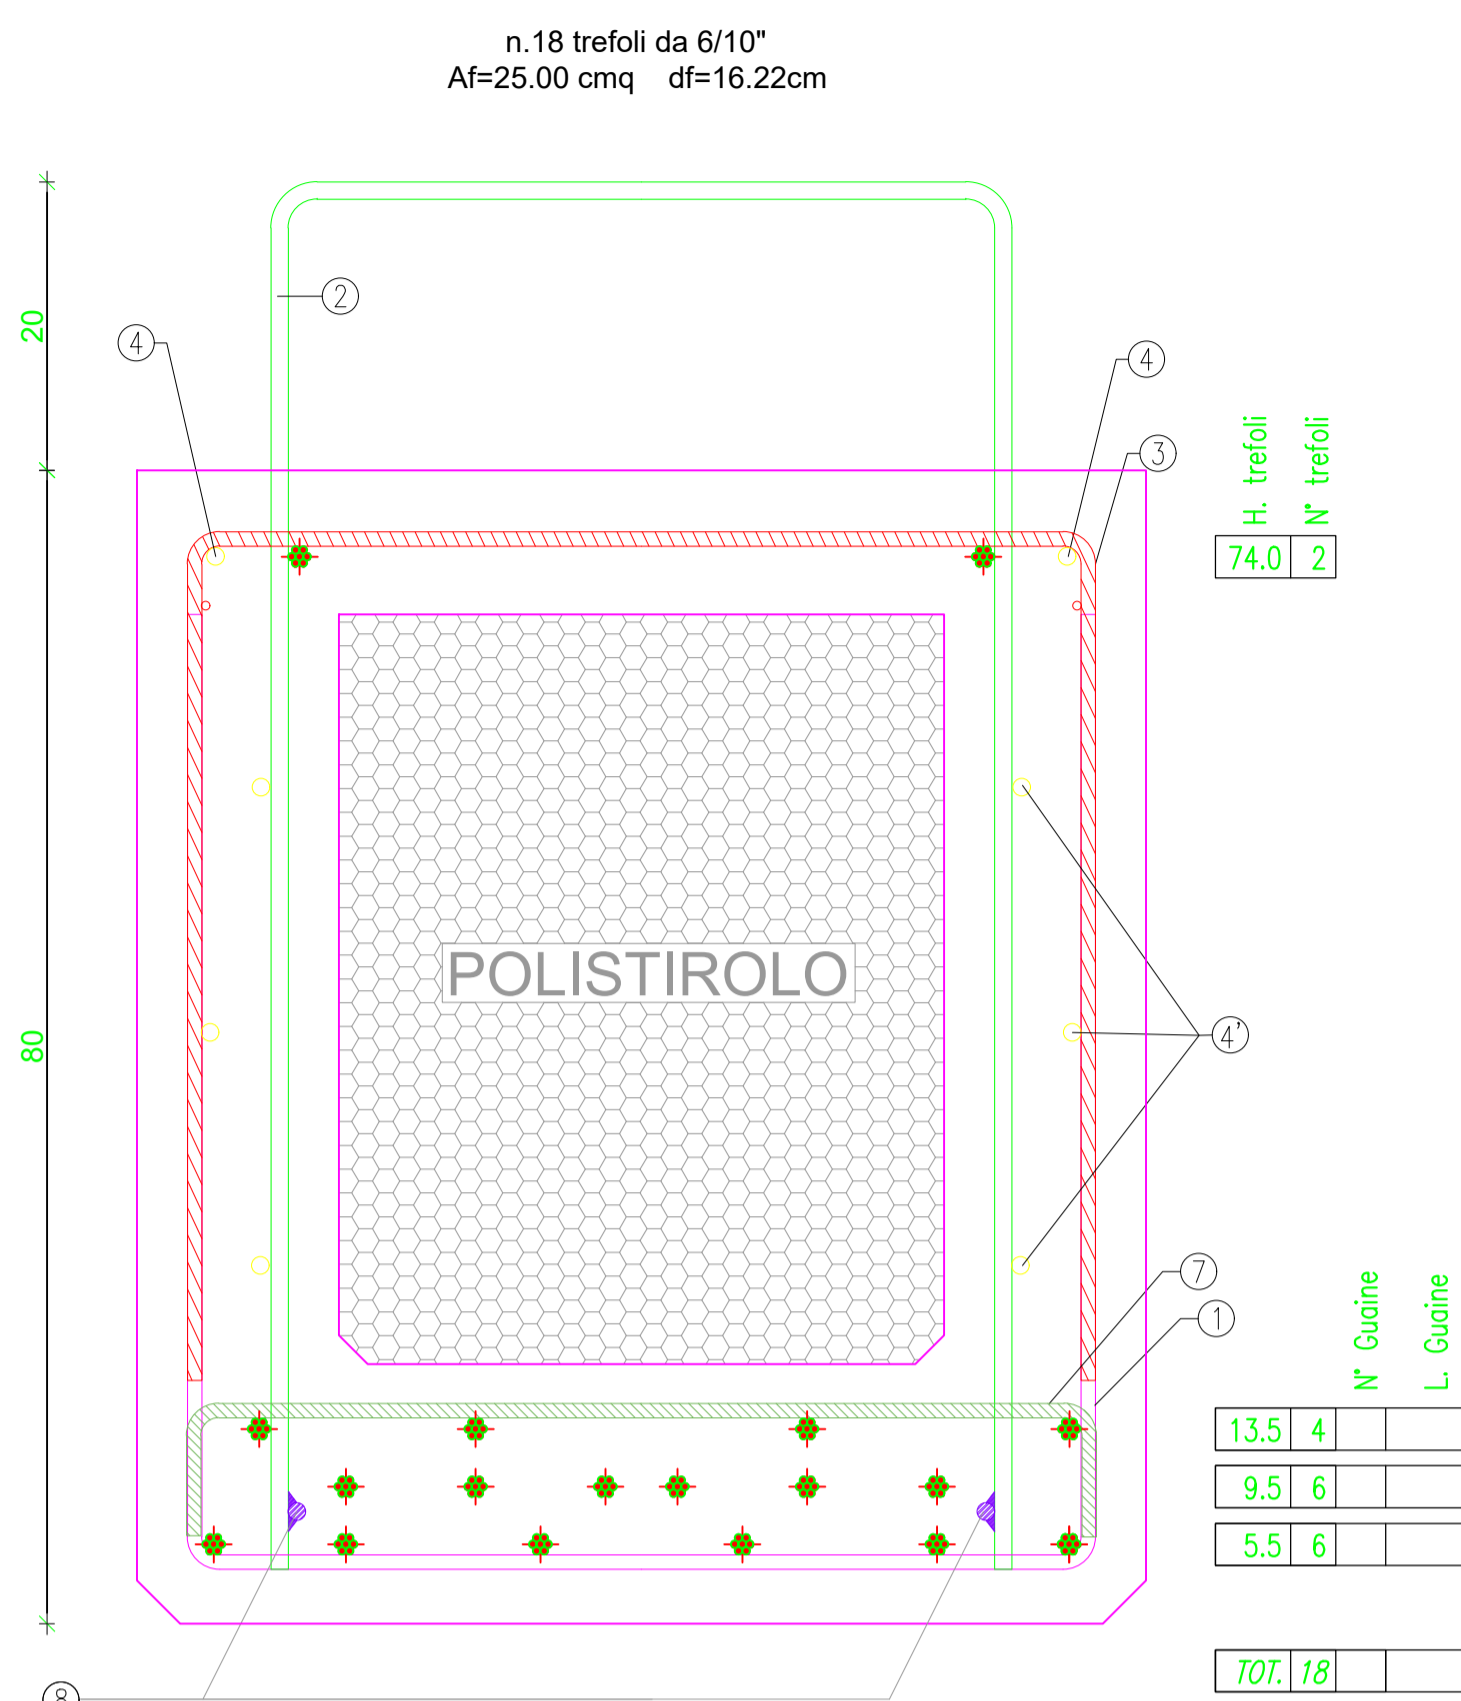 n.18 trefoli da 6/10"
Af=25.00 cmq df=16.22cm
2
20
4
4
3
H. trefoli
N° trefoli
74.0 2
POLISTIROLO
80
4'
7
1
N° Guaine
L. Guaine
13.5 4
9.5 6
5.5 6
TOT. 18
8